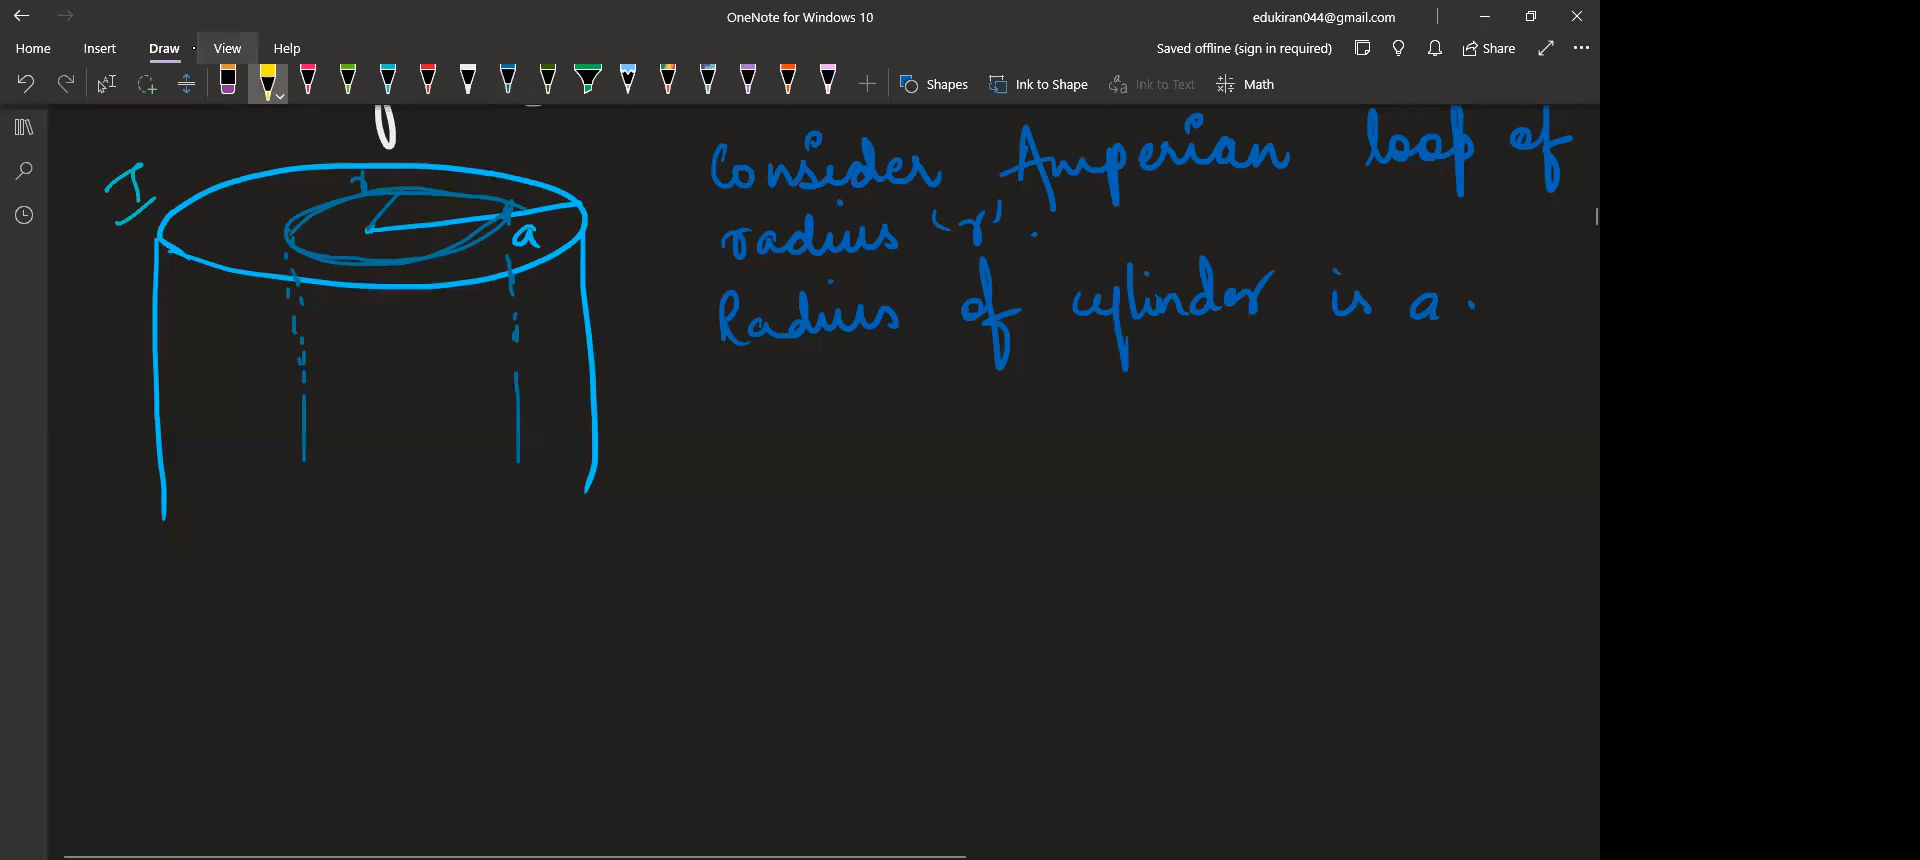 OneNote for Windows 10
edukiran044@gmail.com
Home Insert Draw View Help
Saved offline (sign in required) Share
Shapes Ink to Shape Ink to Text Math
I
r
a
Consider Amperian loop of
radius 'r'.
Radius of cylinder is a.